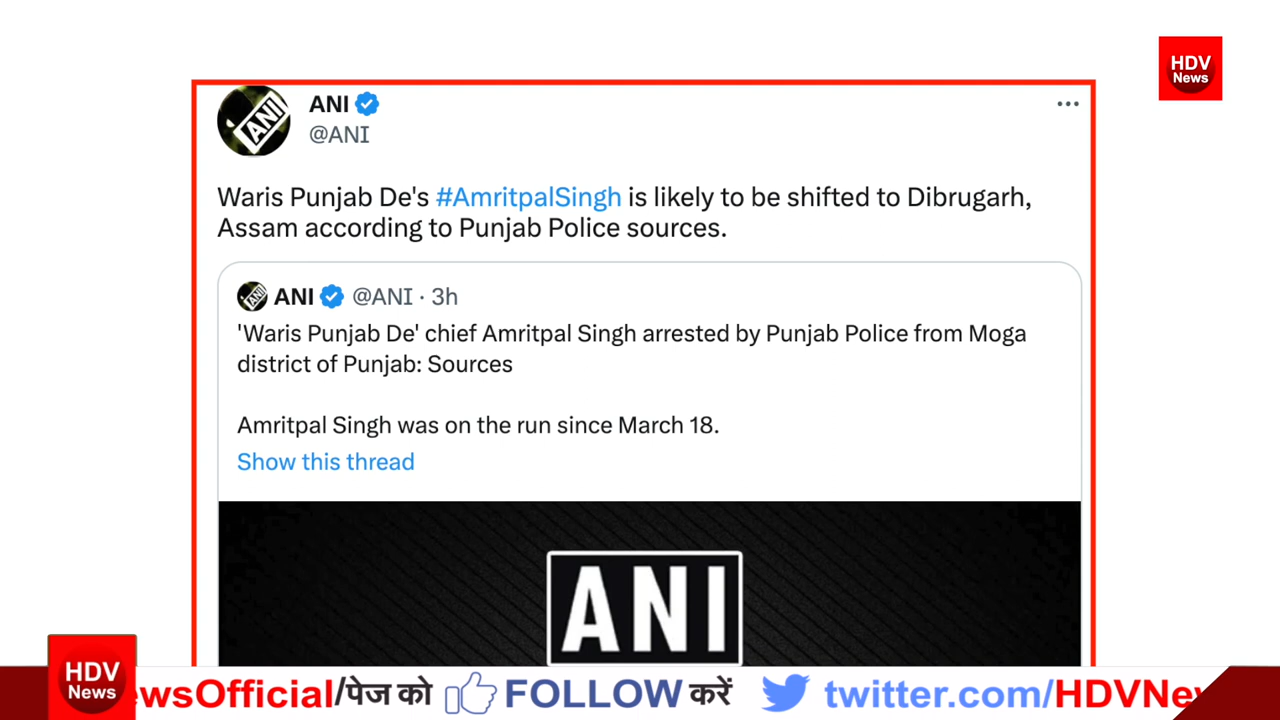 HDV
News
ANI
ANI
@ANI
Waris Punjab De's #AmritpalSingh is likely to be shifted to Dibrugarh,
Assam according to Punjab Police sources.
ANI
ANI @ANI · 3h
'Waris Punjab De' chief Amritpal Singh arrested by Punjab Police from Moga
district of Punjab: Sources
Amritpal Singh was on the run since March 18.
Show this thread
ANI
HDV
News
ewsOfficial/पेज को FOLLOW करें twitter.com/HDVNew